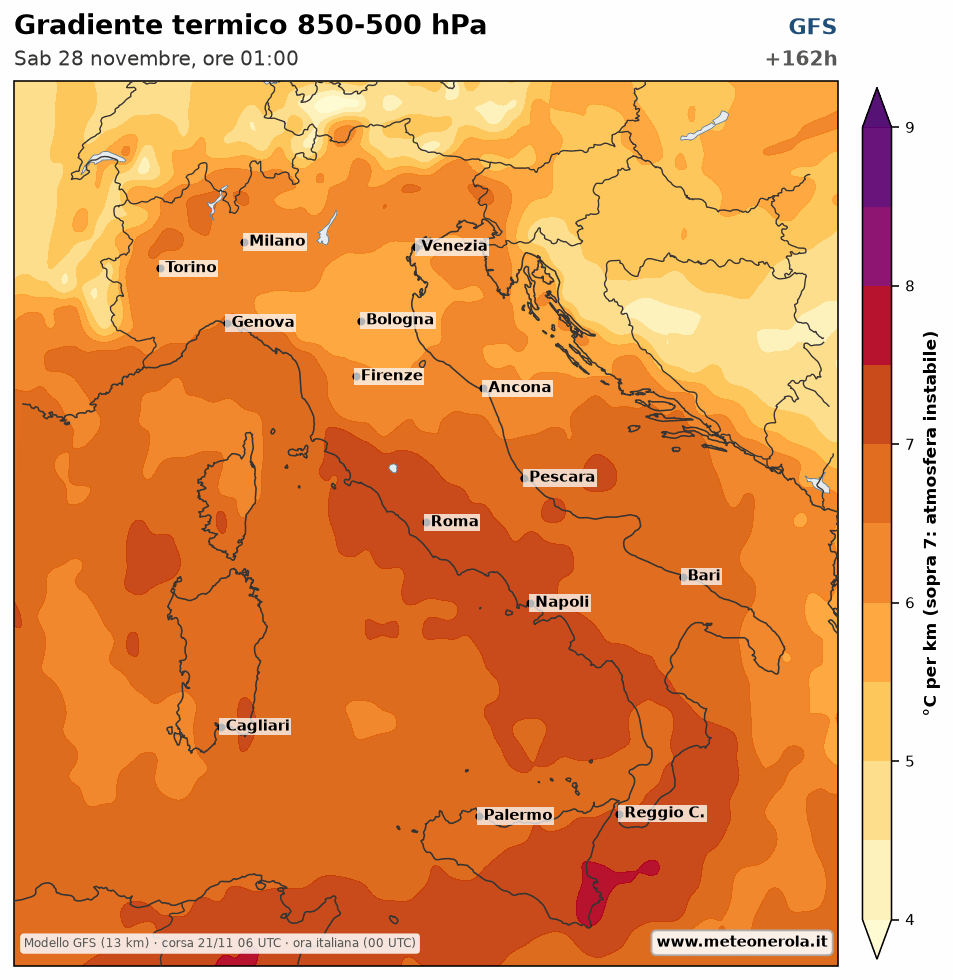 Gradiente termico 850-500 hPa
GFS
Sab 28 novembre, ore 01:00
+162h
Milano
Venezia
Torino
Genova
Bologna
Firenze
Ancona
Pescara
Roma
Bari
Napoli
Cagliari
Palermo
Reggio C.
9
8
7
6
5
4
°C per km (sopra 7: atmosfera instabile)
Modello GFS (13 km) · corsa 21/11 06 UTC · ora italiana (00 UTC)
www.meteonerola.it